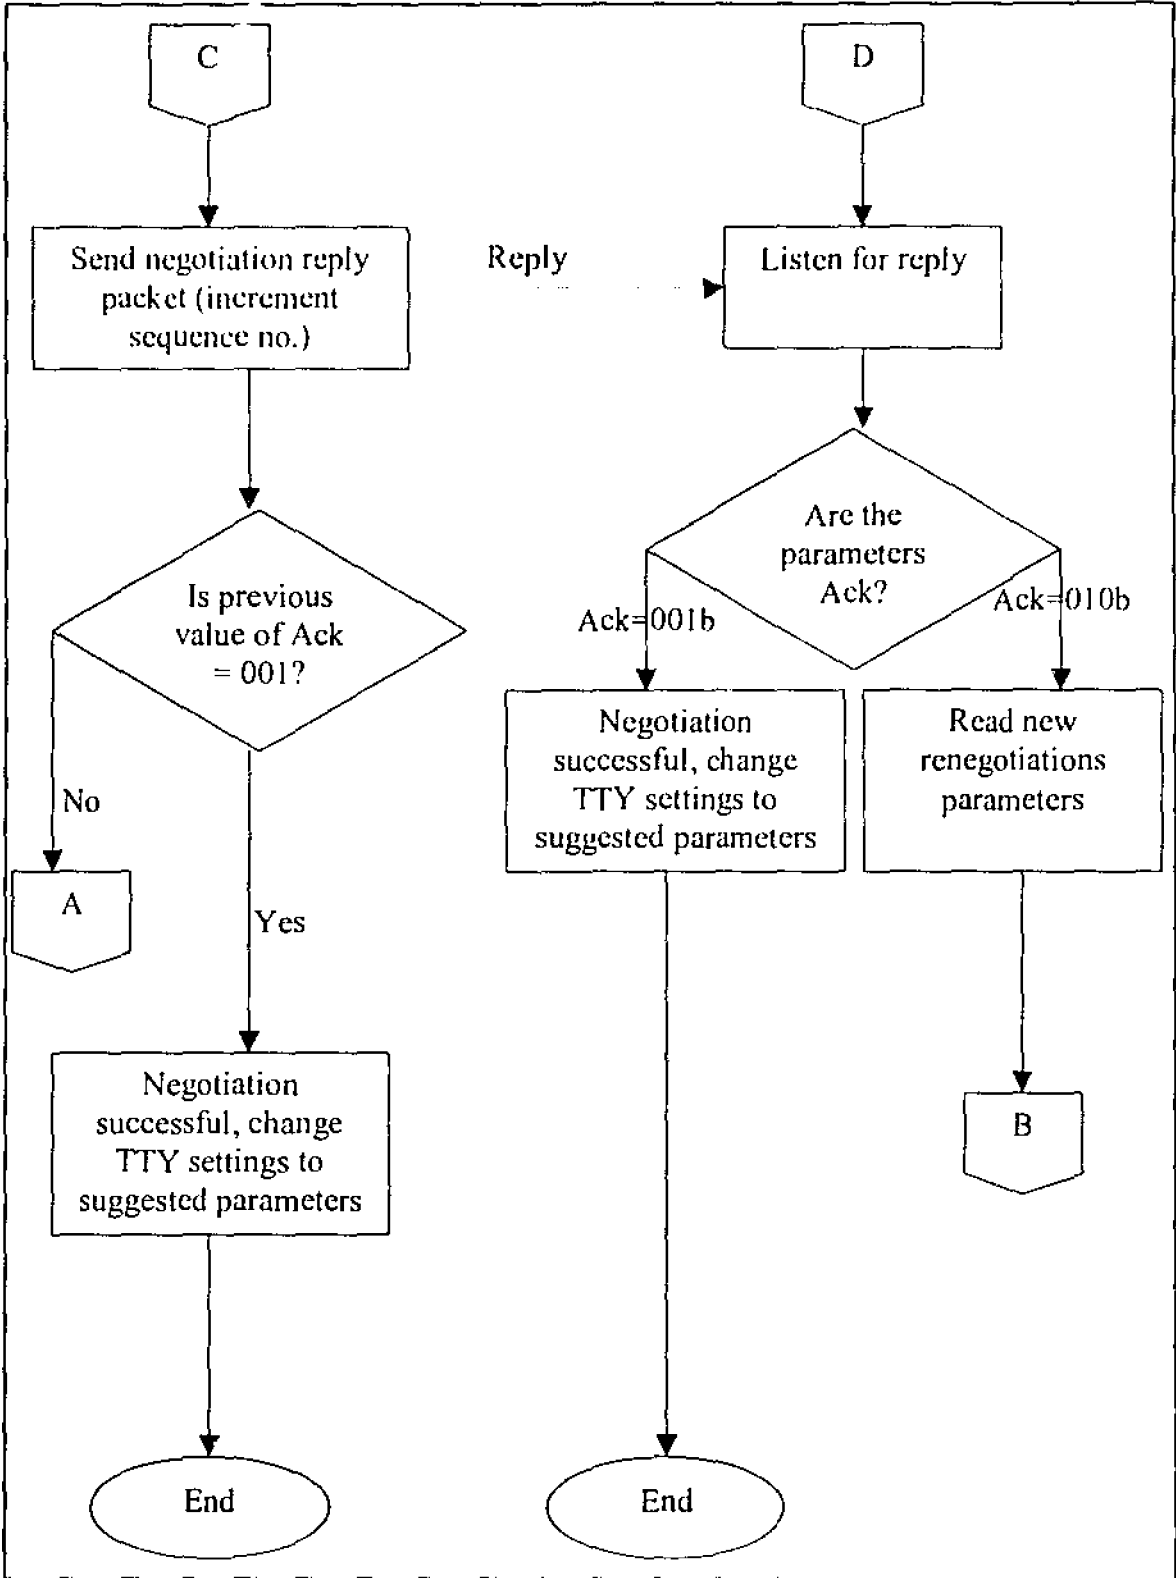 C
D
Send negotiation reply
packet (increment
sequence no.)
Reply
Listen for reply
Is previous
value of Ack
= 001?
Are the
parameters
Ack?
Ack=001b
Ack=010b
No
Yes
A
Negotiation
successful, change
TTY settings to
suggested parameters
Read new
renegotiations
parameters
Negotiation
successful, change
TTY settings to
suggested parameters
B
End
End